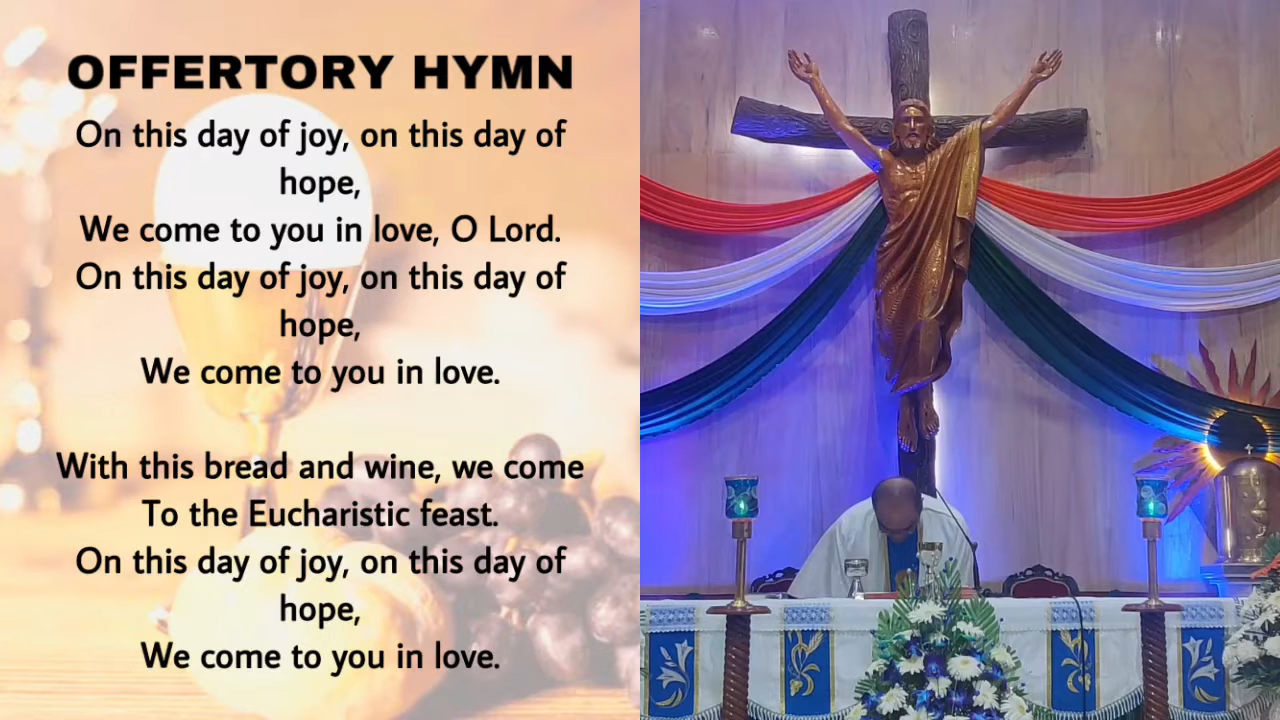 OFFERTORY HYMN
On this day of joy, on this day of
hope,
We come to you in love, O Lord.
On this day of joy, on this day of
hope,
We come to you in love.
With this bread and wine, we come
To the Eucharistic feast.
On this day of joy, on this day of
hope,
We come to you in love.